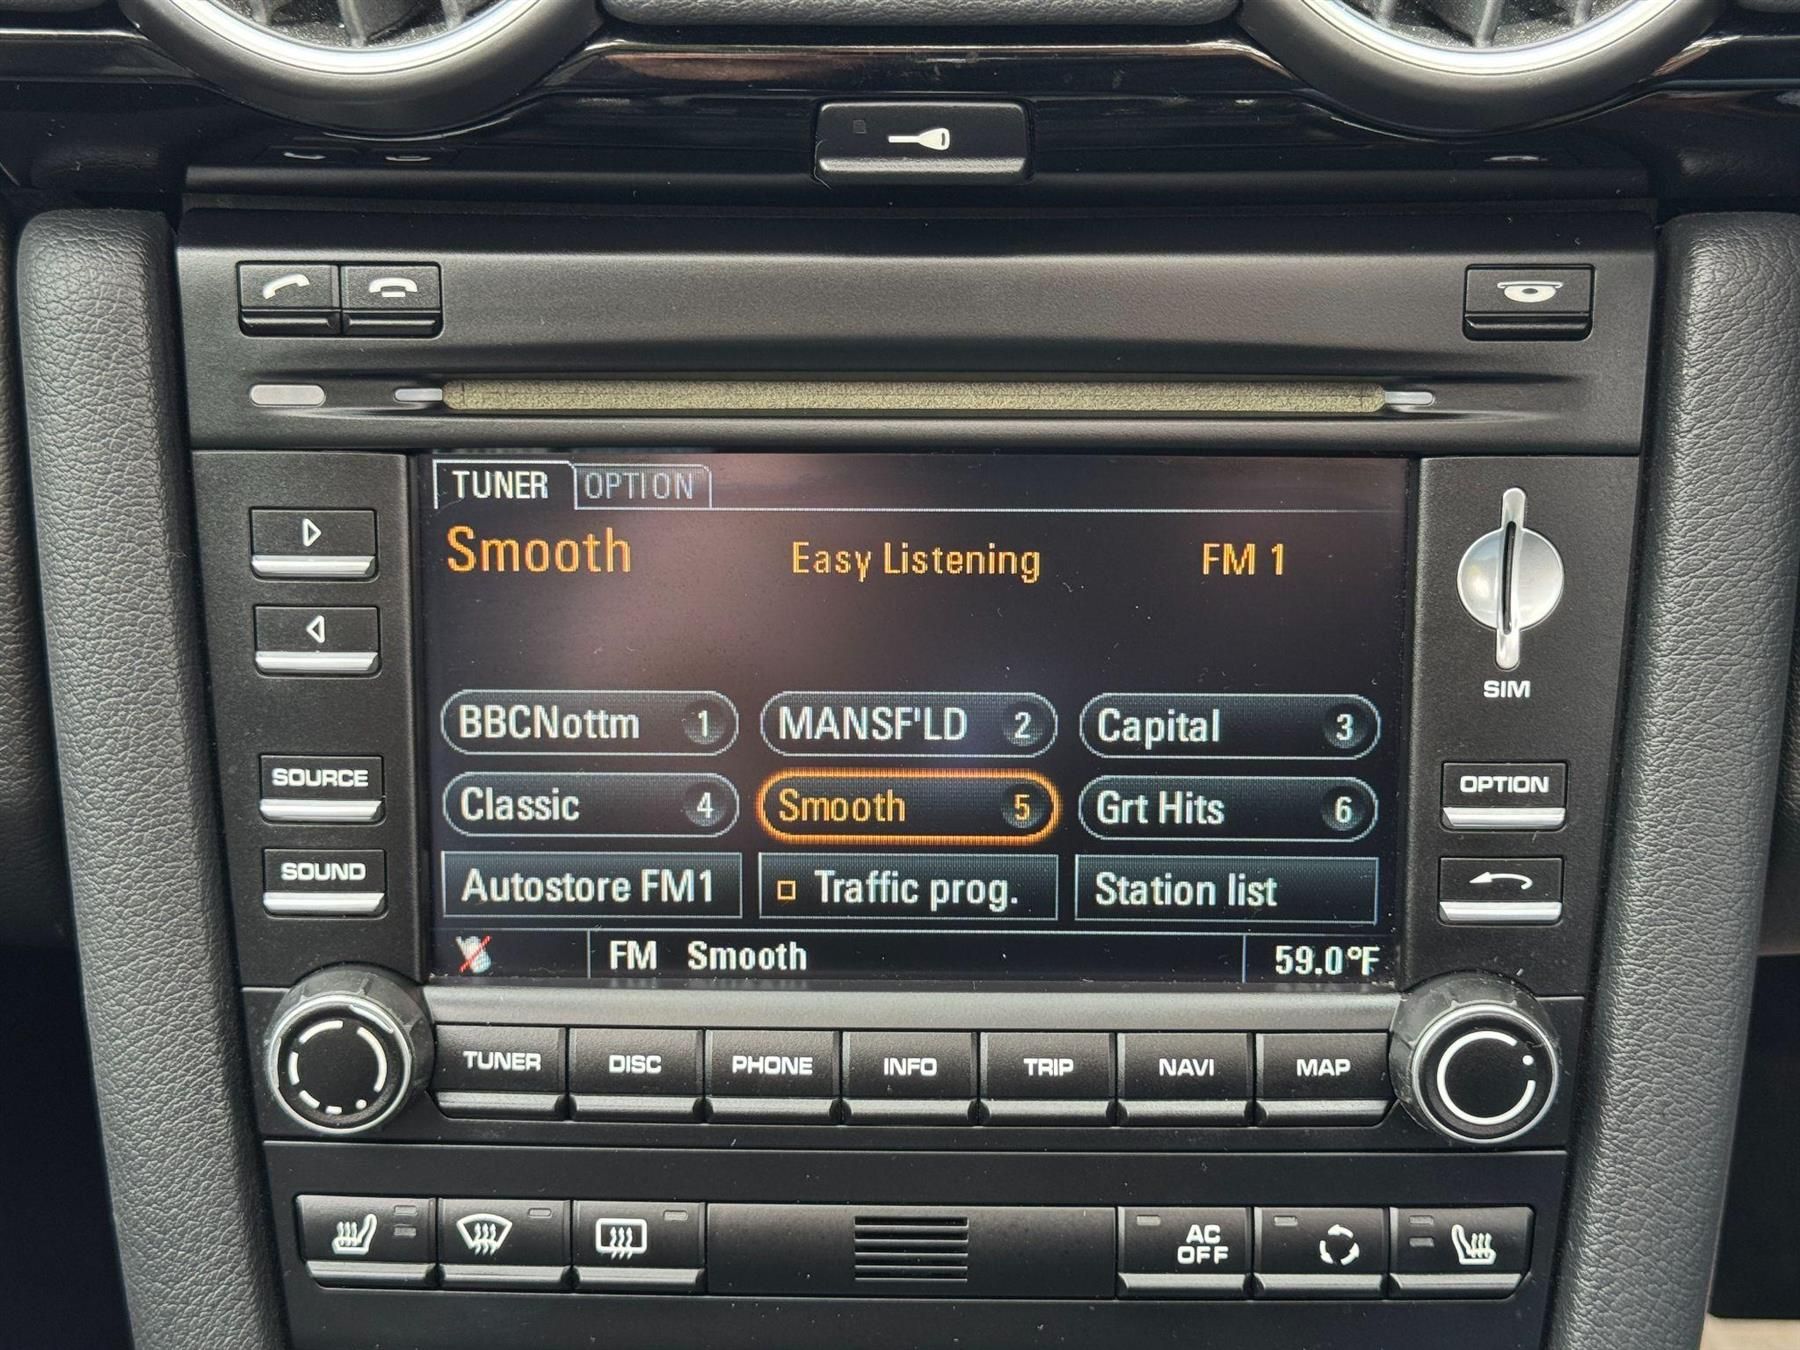 TUNER OPTION
Smooth Easy Listening FM 1
SIM
BBCNottm 1 MANSF'LD 2 Capital 3
SOURCE
OPTION
Classic 4 Smooth 5 Grt Hits 6
SOUND
Autostore FM1 Traffic prog. Station list
FM Smooth 59.0°F
TUNER DISC PHONE INFO TRIP NAVI MAP
AC
OFF